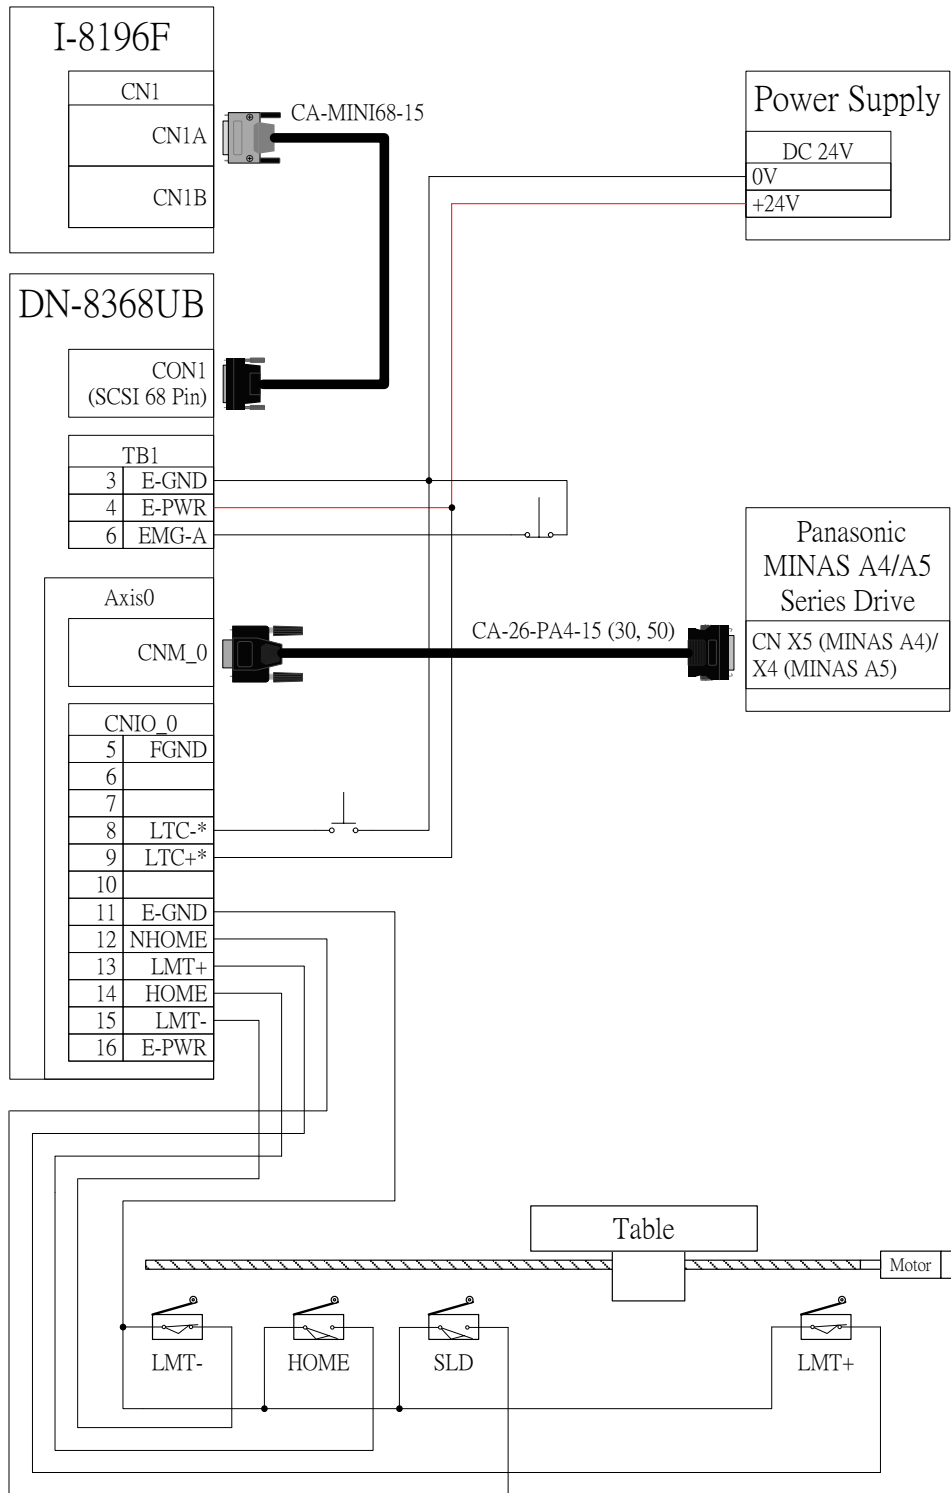 I-8196F
CN1
CN1A
CN1B
CA-MINI68-15
Power Supply
DC 24V
0V
+24V
DN-8368UB
CON1
(SCSI 68 Pin)
TB1
3 E-GND
4 E-PWR
6 EMG-A
Axis0
CNM_0
CA-26-PA4-15 (30, 50)
Panasonic
MINAS A4/A5
Series Drive
CN X5 (MINAS A4)/
X4 (MINAS A5)
CNIO_0
5 FGND
6
7
8 LTC-*
9 LTC+*
10
11 E-GND
12 NHOME
13 LMT+
14 HOME
15 LMT-
16 E-PWR
Table
Motor
LMT-
HOME
SLD
LMT+